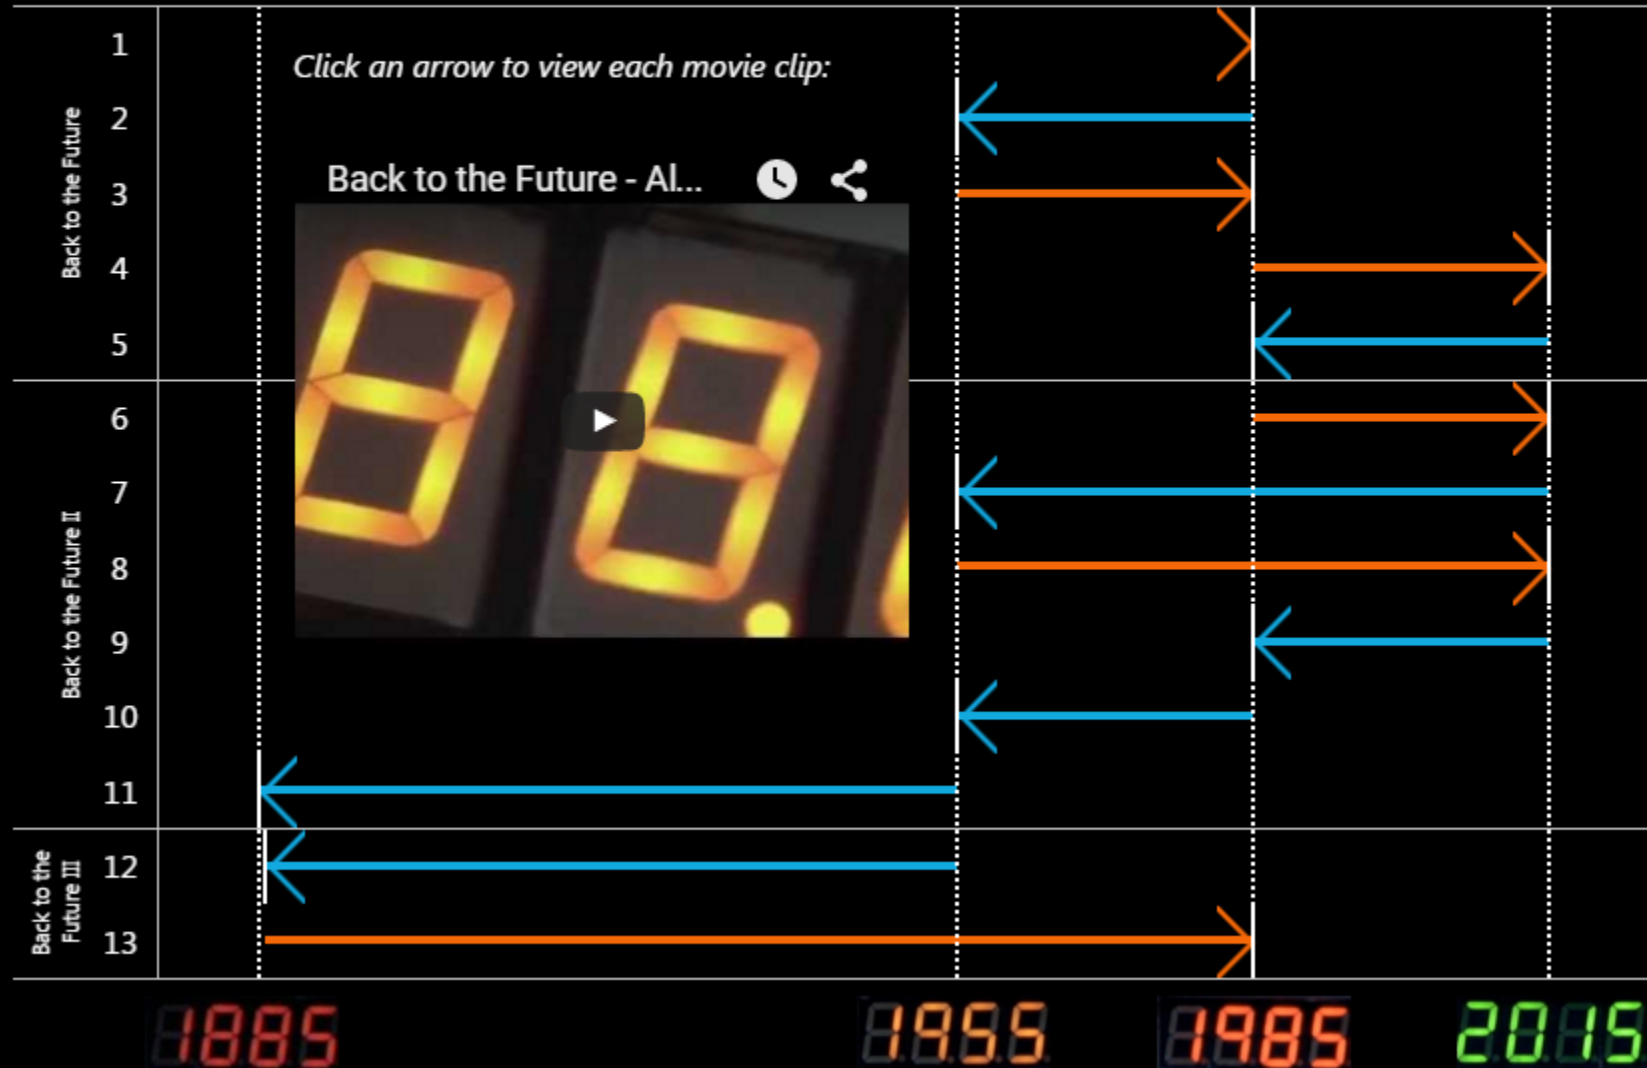 Click an arrow to view each movie clip:
Back to the Future - Al...
Back to the Future
1
2
3
4
5
Back to the Future II
6
7
8
9
10
11
Back to the
Future III
12
13
1885
1955
1985
2015